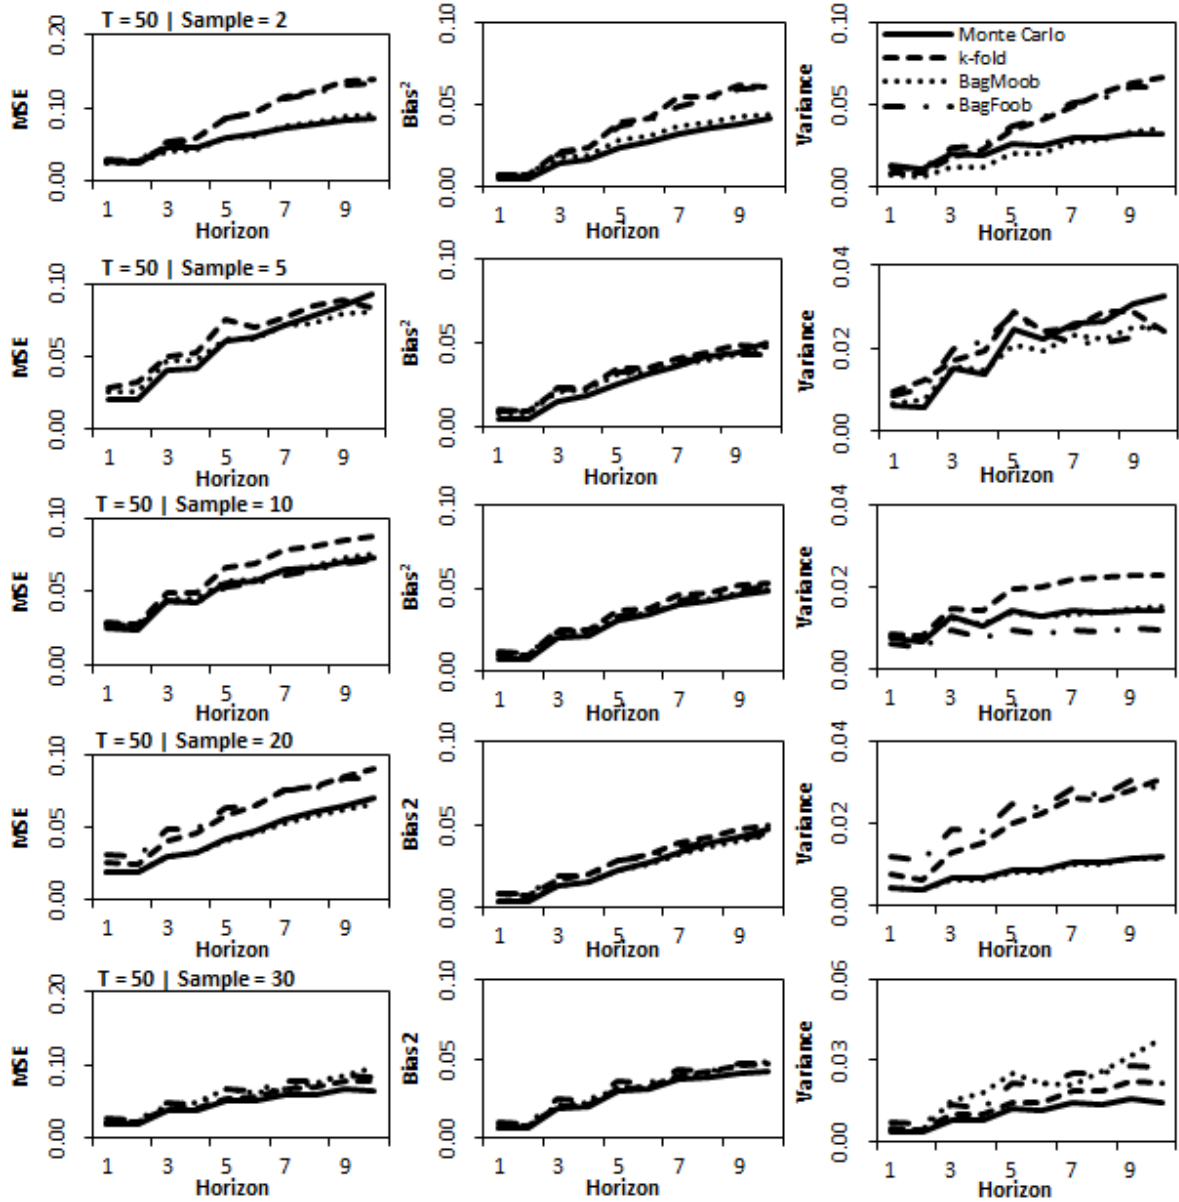 T = 50 | Sample = 2
MSE
0.00 0.10 0.20
1 3 5 7 9
Horizon
Bias²
0.00 0.05 0.10
1 3 5 7 9
Horizon
Variance
0.00 0.05 0.10
Monte Carlo
k-fold
BagMoob
BagFoob
1 3 5 7 9
Horizon
T = 50 | Sample = 5
MSE
0.00 0.05 0.10
1 3 5 7 9
Horizon
Bias²
0.00 0.05 0.10
1 3 5 7 9
Horizon
Variance
0.00 0.02 0.04
1 3 5 7 9
Horizon
T = 50 | Sample = 10
MSE
0.00 0.05 0.10
1 3 5 7 9
Horizon
Bias²
0.00 0.05 0.10
1 3 5 7 9
Horizon
Variance
0.00 0.02 0.04
1 3 5 7 9
Horizon
T = 50 | Sample = 20
MSE
0.00 0.05 0.10
1 3 5 7 9
Horizon
Bias2
0.00 0.05 0.10
1 3 5 7 9
Horizon
Variance
0.00 0.02 0.04
1 3 5 7 9
Horizon
T = 50 | Sample = 30
MSE
0.00 0.10 0.20
1 3 5 7 9
Horizon
Bias2
0.00 0.05 0.10
1 3 5 7 9
Horizon
Variance
0.00 0.03 0.06
1 3 5 7 9
Horizon